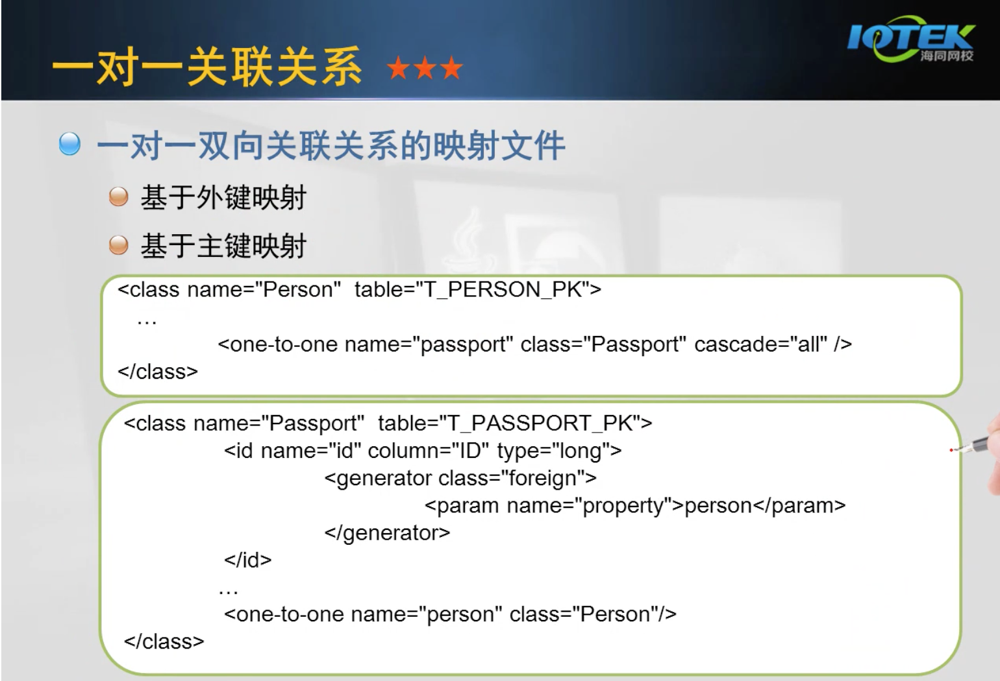 IOTEK
海同网校
一对一关联关系 ★★★
一对一双向关联关系的映射文件
基于外键映射
基于主键映射
<class name="Person" table="T_PERSON_PK">
…
<one-to-one name="passport" class="Passport" cascade="all" />
</class>
<class name="Passport" table="T_PASSPORT_PK">
<id name="id" column="ID" type="long">
<generator class="foreign">
<param name="property">person</param>
</generator>
</id>
…
<one-to-one name="person" class="Person"/>
</class>